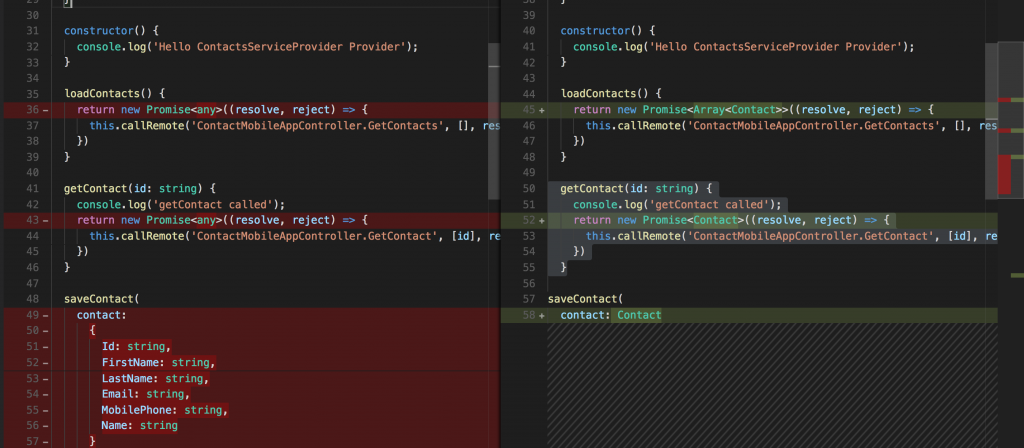 29 }
30
31 constructor() {
32 console.log('Hello ContactsServiceProvider Provider');
33 }
34
35 loadContacts() {
36 - return new Promise<any>((resolve, reject) => {
37 this.callRemote('ContactMobileAppController.GetContacts', [], res
38 })
39 }
40
41 getContact(id: string) {
42 console.log('getContact called');
43 - return new Promise<any>((resolve, reject) => {
44 this.callRemote('ContactMobileAppController.GetContact', [id], re
45 })
46 }
47
48 saveContact(
49 - contact:
50 - {
51 - Id: string,
52 - FirstName: string,
53 - LastName: string,
54 - Email: string,
55 - MobilePhone: string,
56 - Name: string
57 - }
38 }
39
40 constructor() {
41 console.log('Hello ContactsServiceProvider Provider');
42 }
43
44 loadContacts() {
45 + return new Promise<Array<Contact>>((resolve, reject) => {
46 this.callRemote('ContactMobileAppController.GetContacts', [], res
47 })
48 }
49
50 getContact(id: string) {
51 console.log('getContact called');
52 + return new Promise<Contact>((resolve, reject) => {
53 this.callRemote('ContactMobileAppController.GetContact', [id], re
54 })
55 }
56
57 saveContact(
58 + contact: Contact